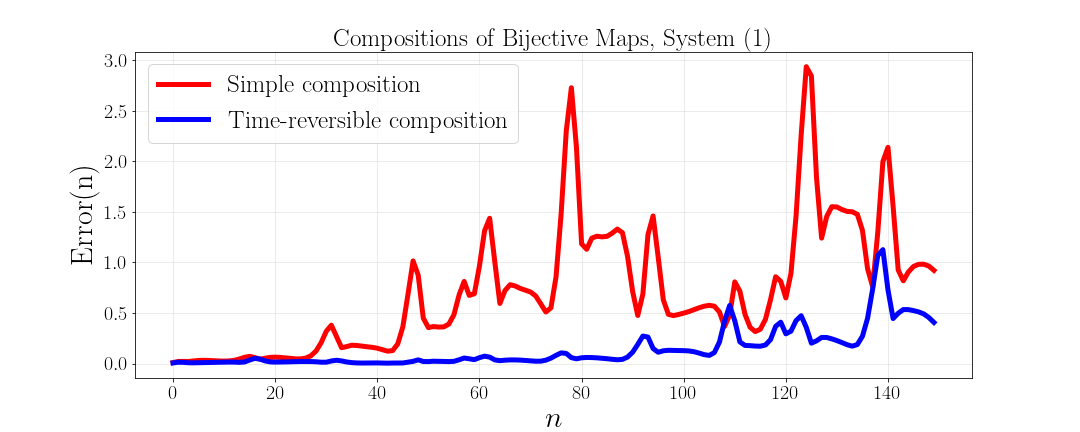 Compositions of Bijective Maps, System (1)
Simple composition
Time-reversible composition
Error(n)
3.0
2.5
2.0
1.5
1.0
0.5
0.0
0 20 40 60 80 100 120 140
n